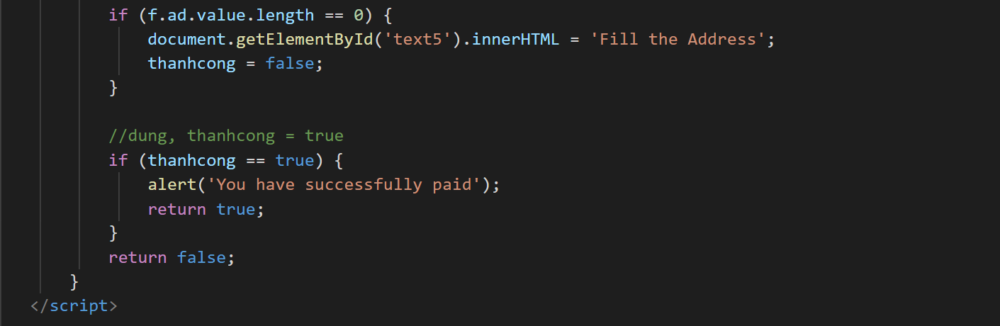 if (f.ad.value.length == 0) {
document.getElementById('text5').innerHTML = 'Fill the Address';
thanhcong = false;
}
//dung, thanhcong = true
if (thanhcong == true) {
alert('You have successfully paid');
return true;
}
return false;
}
</script>